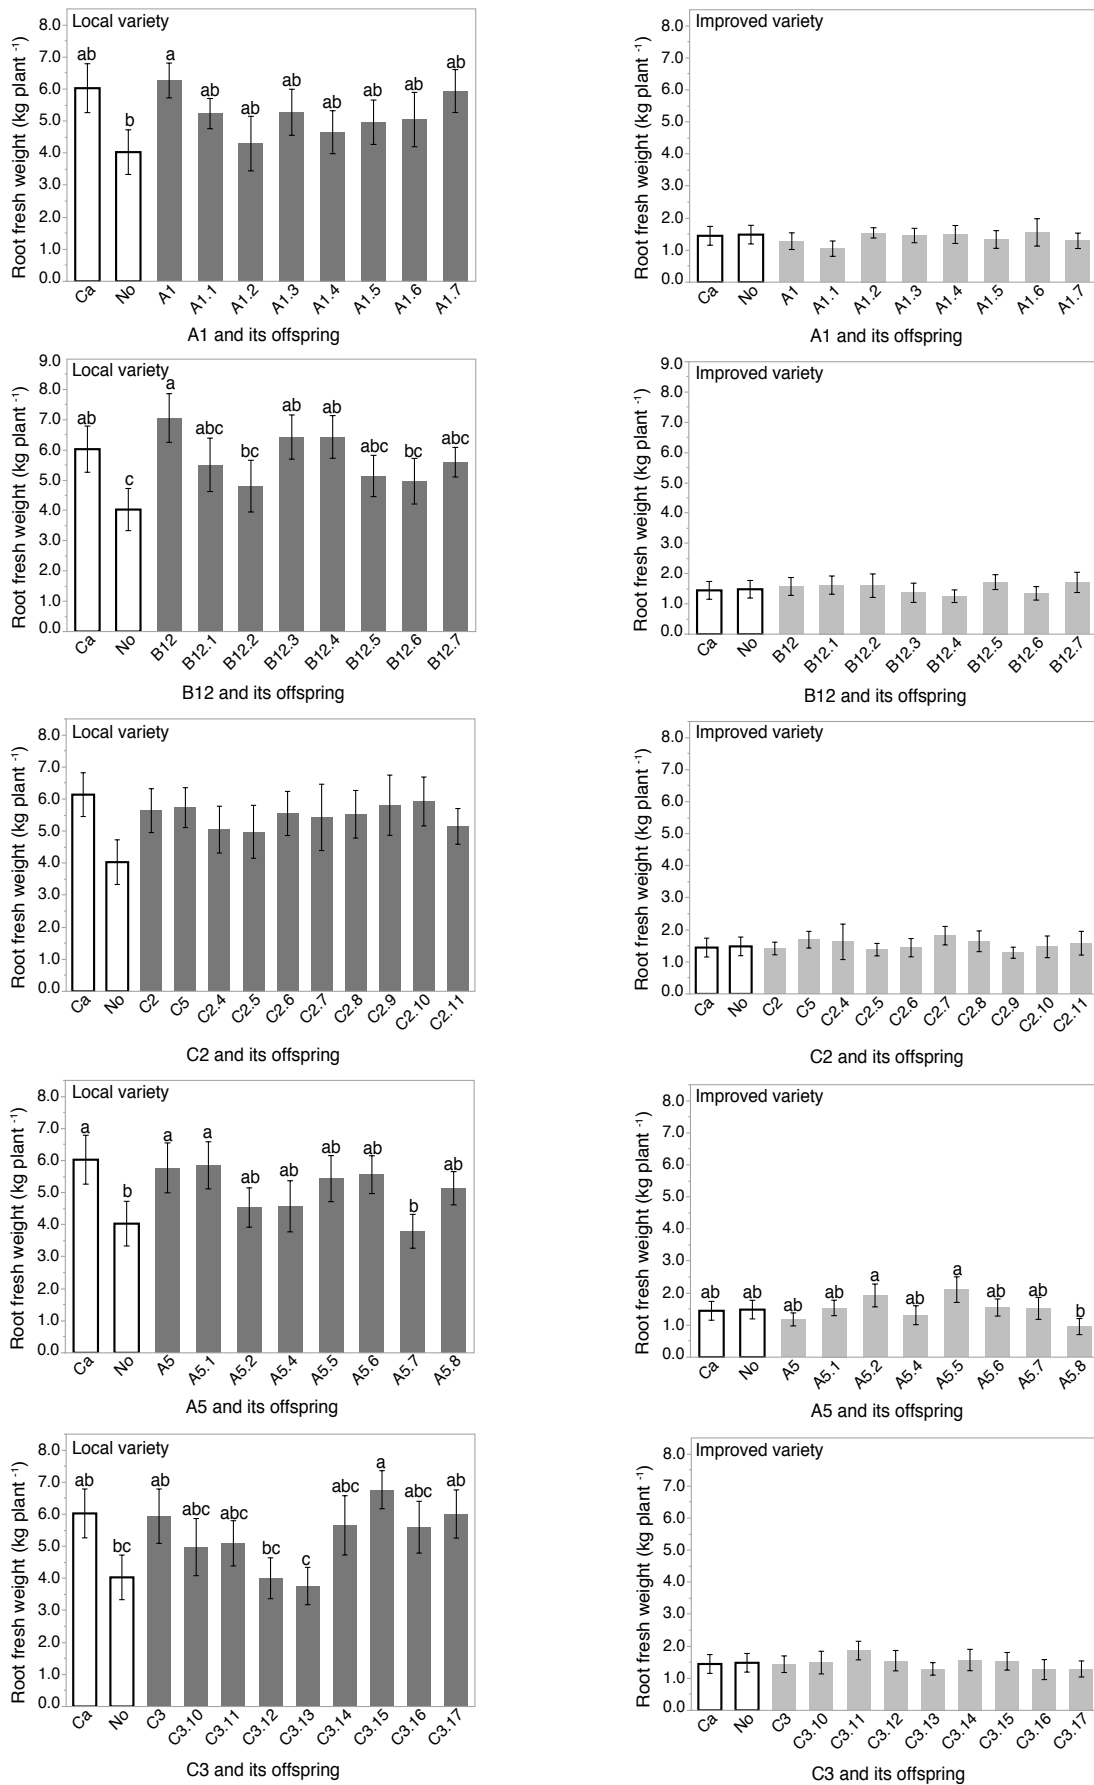 Local variety
Root fresh weight (kg plant -1)
8.0
7.0
6.0
5.0
4.0
3.0
2.0
1.0
0.0
ab b a ab ab ab ab ab ab ab
Ca No A1 A1.1 A1.2 A1.3 A1.4 A1.5 A1.6 A1.7
A1 and its offspring
Improved variety
Root fresh weight (kg plant -1)
8.0
7.0
6.0
5.0
4.0
3.0
2.0
1.0
0.0
Ca No A1 A1.1 A1.2 A1.3 A1.4 A1.5 A1.6 A1.7
A1 and its offspring
Local variety
Root fresh weight (kg plant -1)
9.0
8.0
7.0
6.0
5.0
4.0
3.0
2.0
1.0
0.0
ab c a abc bc ab ab abc bc abc
Ca No B12 B12.1 B12.2 B12.3 B12.4 B12.5 B12.6 B12.7
B12 and its offspring
Improved variety
Root fresh weight (kg plant -1)
9.0
8.0
7.0
6.0
5.0
4.0
3.0
2.0
1.0
0.0
Ca No B12 B12.1 B12.2 B12.3 B12.4 B12.5 B12.6 B12.7
B12 and its offspring
Local variety
Root fresh weight (kg plant -1)
8.0
7.0
6.0
5.0
4.0
3.0
2.0
1.0
0.0
Ca No C2 C5 C2.4 C2.5 C2.6 C2.7 C2.8 C2.9 C2.10 C2.11
C2 and its offspring
Improved variety
Root fresh weight (kg plant -1)
8.0
7.0
6.0
5.0
4.0
3.0
2.0
1.0
0.0
Ca No C2 C5 C2.4 C2.5 C2.6 C2.7 C2.8 C2.9 C2.10 C2.11
C2 and its offspring
Local variety
Root fresh weight (kg plant -1)
8.0
7.0
6.0
5.0
4.0
3.0
2.0
1.0
0.0
a b a a ab ab ab ab b ab
Ca No A5 A5.1 A5.2 A5.4 A5.5 A5.6 A5.7 A5.8
A5 and its offspring
Improved variety
Root fresh weight (kg plant -1)
8.0
7.0
6.0
5.0
4.0
3.0
2.0
1.0
0.0
ab ab ab ab a ab a ab ab b
Ca No A5 A5.1 A5.2 A5.4 A5.5 A5.6 A5.7 A5.8
A5 and its offspring
Local variety
Root fresh weight (kg plant -1)
8.0
7.0
6.0
5.0
4.0
3.0
2.0
1.0
0.0
ab bc ab abc abc bc c abc a abc ab
Ca No C3 C3.10 C3.11 C3.12 C3.13 C3.14 C3.15 C3.16 C3.17
C3 and its offspring
Improved variety
Root fresh weight (kg plant -1)
8.0
7.0
6.0
5.0
4.0
3.0
2.0
1.0
0.0
Ca No C3 C3.10 C3.11 C3.12 C3.13 C3.14 C3.15 C3.16 C3.17
C3 and its offspring